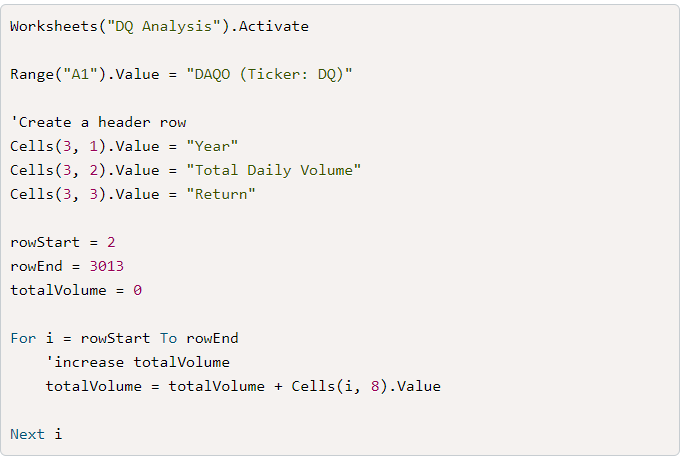 Worksheets("DQ Analysis").Activate
Range("A1").Value = "DAQO (Ticker: DQ)"
'Create a header row
Cells(3, 1).Value = "Year"
Cells(3, 2).Value = "Total Daily Volume"
Cells(3, 3).Value = "Return"
rowStart = 2
rowEnd = 3013
totalVolume = 0
For i = rowStart To rowEnd
    'increase totalVolume
    totalVolume = totalVolume + Cells(i, 8).Value
Next i